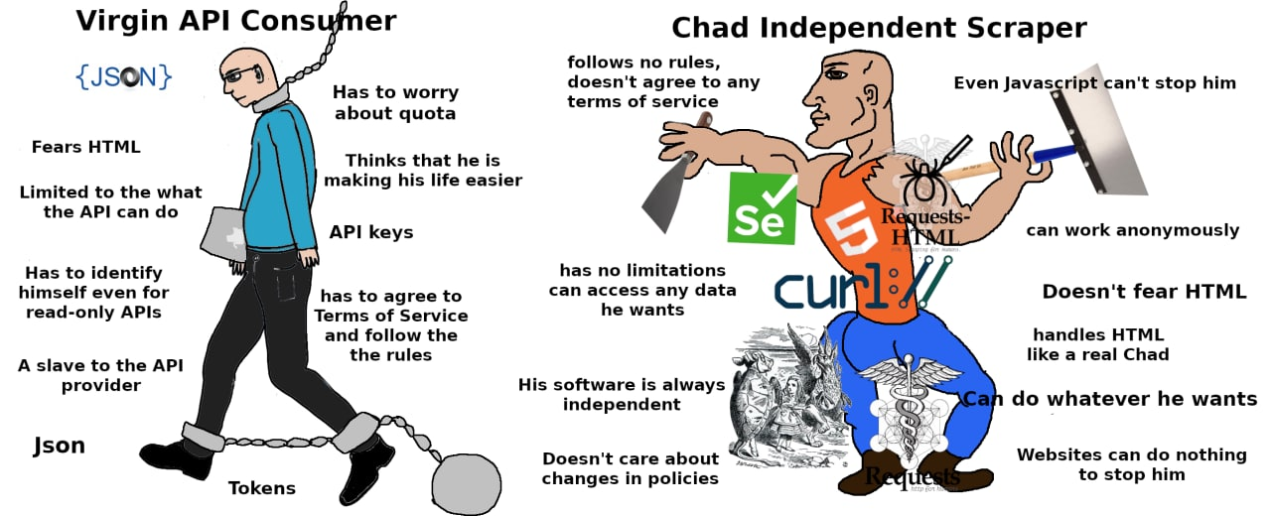 Virgin API Consumer
{JSON}
Has to worry
about quota
Fears HTML
Thinks that he is
making his life easier
Limited to the what
the API can do
API keys
Has to identify
himself even for
read-only APIs
has to agree to
Terms of Service
and follow the
the rules
A slave to the API
provider
Json
Tokens
Chad Independent Scraper
follows no rules,
doesn't agree to any
terms of service
Even Javascript can't stop him
Se
5
Requests-
HTML
can work anonymously
has no limitations
can access any data
he wants
curl://
Doesn't fear HTML
handles HTML
like a real Chad
His software is always
independent
Can do whatever he wants
Doesn't care about
changes in policies
Requests
Websites can do nothing
to stop him